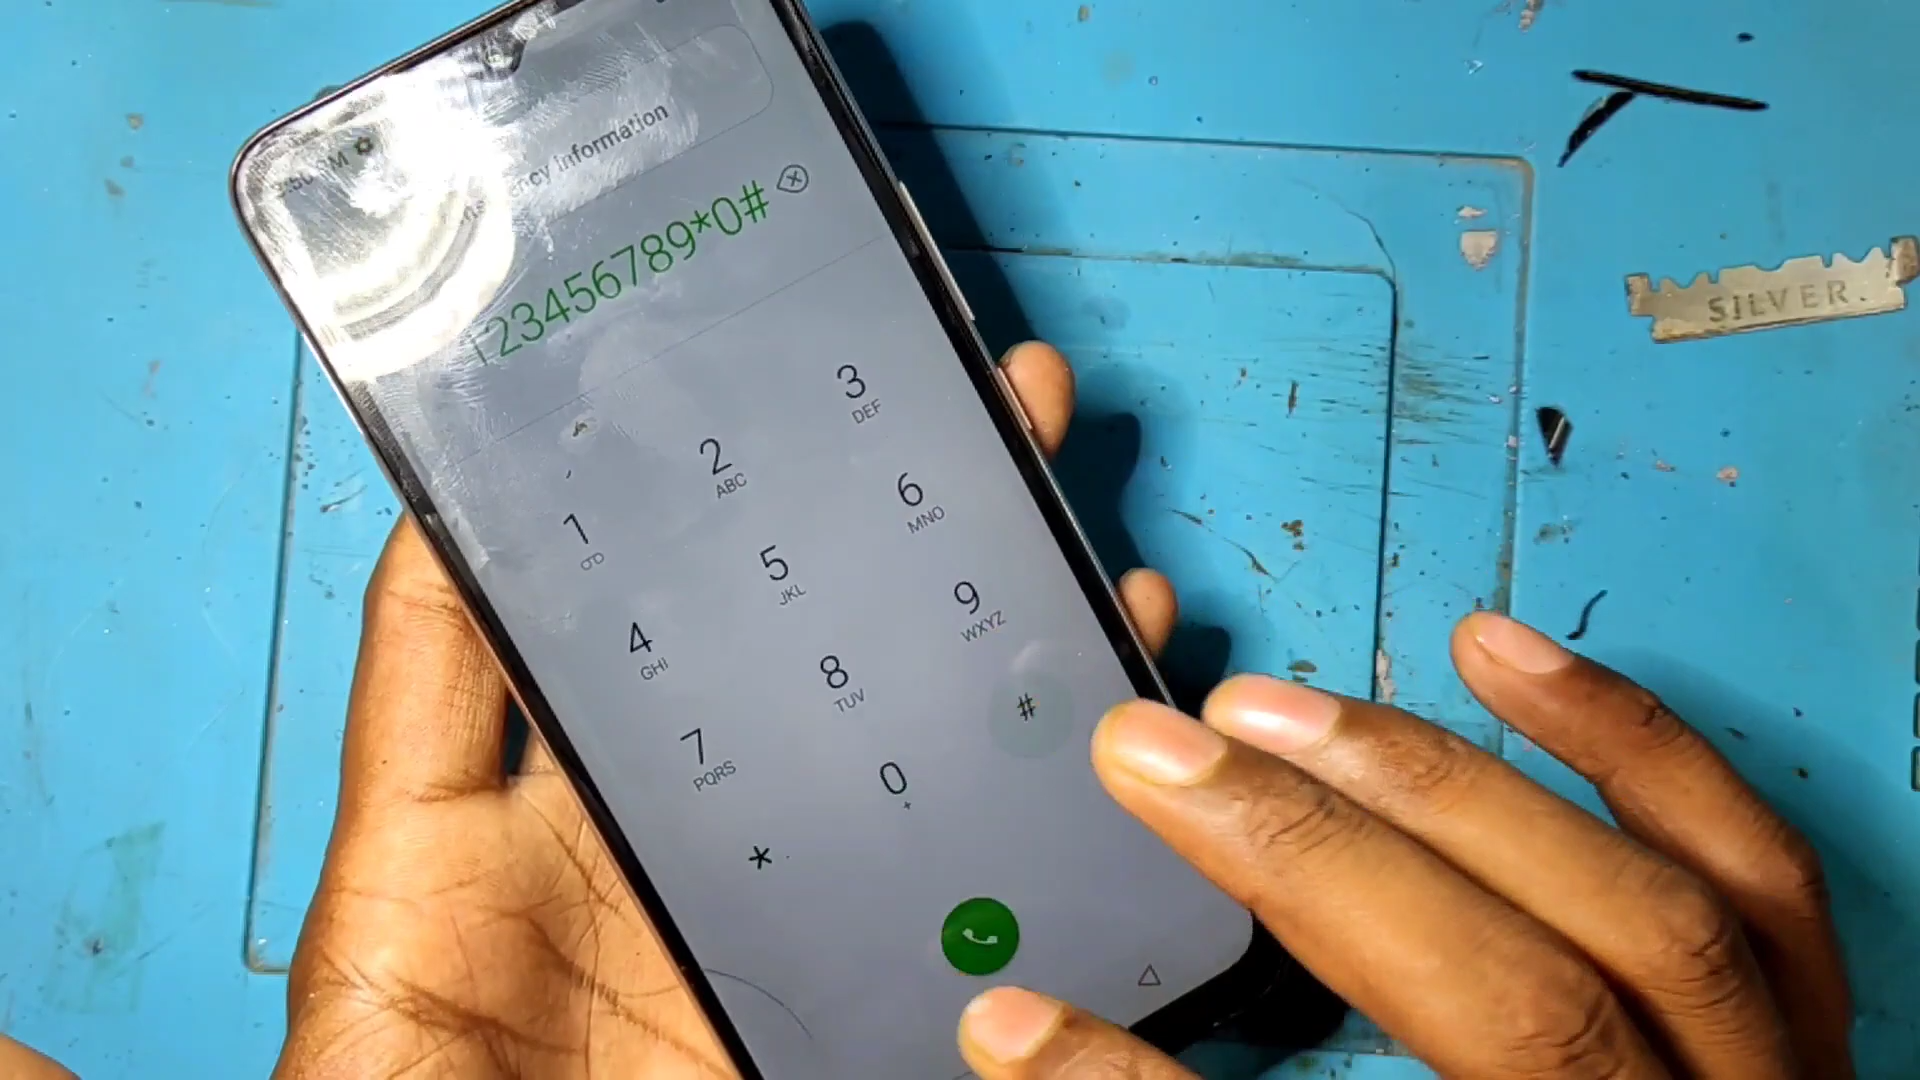 information
123456789*0#
1
2
ABC
3
DEF
4
GHI
5
JKL
6
MNO
7
PQRS
8
TUV
9
WXYZ
*
0
+
#
SILVER.